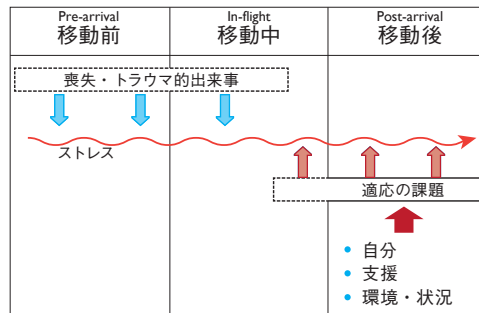 Pre-arrival
移動前
In-flight
移動中
Post-arrival
移動後
喪失・トラウマ的出来事
ストレス
適応の課題
• 自分
• 支援
• 環境・状況